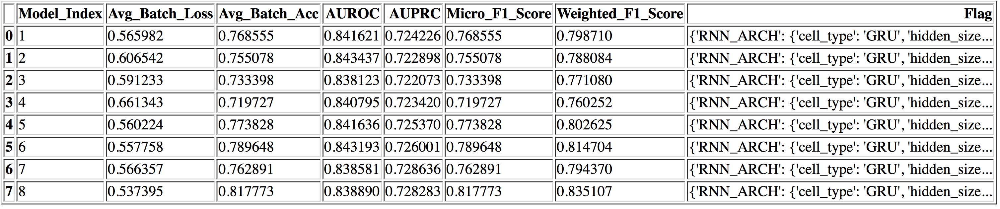 Model_Index Avg_Batch_Loss Avg_Batch_Acc AUROC AUPRC Micro_F1_Score Weighted_F1_Score Flag
0 1 0.565982 0.768555 0.841621 0.724226 0.768555 0.798710 {'RNN_ARCH': {'cell_type': 'GRU', 'hidden_size...
1 2 0.606542 0.755078 0.843437 0.722898 0.755078 0.788084 {'RNN_ARCH': {'cell_type': 'GRU', 'hidden_size...
2 3 0.591233 0.733398 0.838123 0.722073 0.733398 0.771080 {'RNN_ARCH': {'cell_type': 'GRU', 'hidden_size...
3 4 0.661343 0.719727 0.840795 0.723420 0.719727 0.760252 {'RNN_ARCH': {'cell_type': 'GRU', 'hidden_size...
4 5 0.560224 0.773828 0.841636 0.725370 0.773828 0.802625 {'RNN_ARCH': {'cell_type': 'GRU', 'hidden_size...
5 6 0.557758 0.789648 0.843193 0.726001 0.789648 0.814704 {'RNN_ARCH': {'cell_type': 'GRU', 'hidden_size...
6 7 0.566357 0.762891 0.838581 0.728636 0.762891 0.794370 {'RNN_ARCH': {'cell_type': 'GRU', 'hidden_size...
7 8 0.537395 0.817773 0.838890 0.728283 0.817773 0.835107 {'RNN_ARCH': {'cell_type': 'GRU', 'hidden_size...